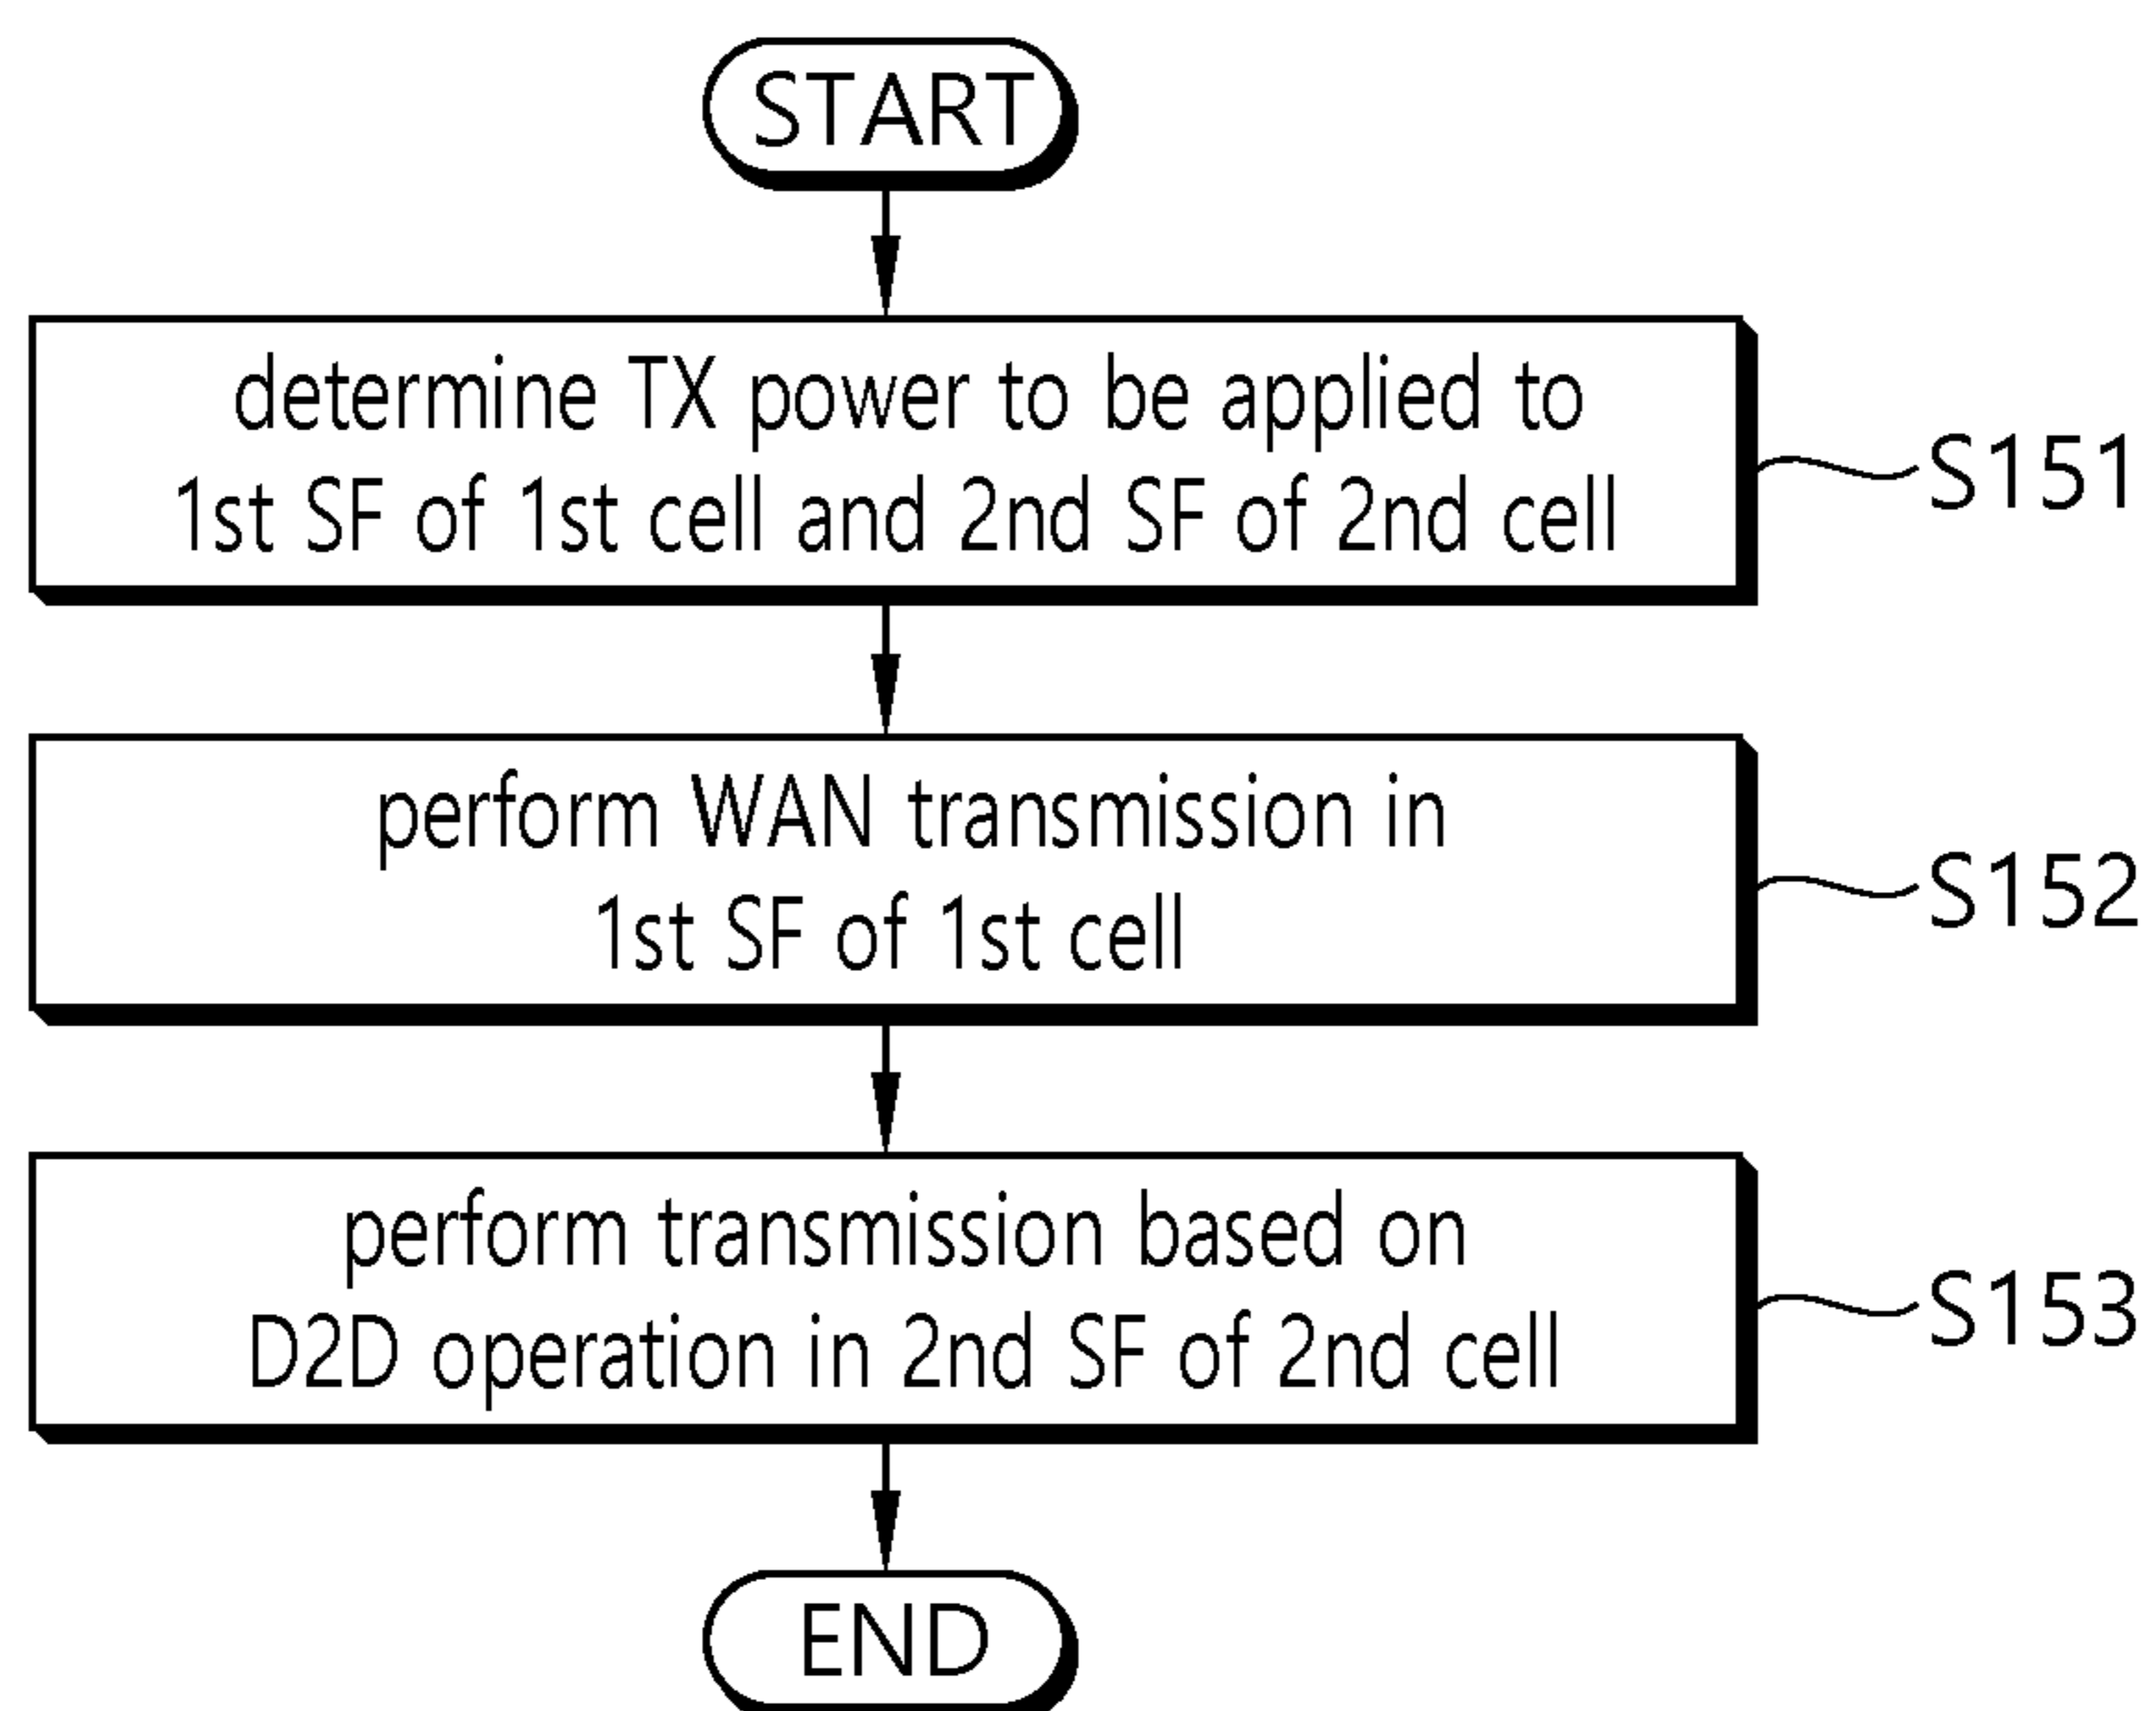 START
determine TX power to be applied to
1st SF of 1st cell and 2nd SF of 2nd cell
S151
perform WAN transmission in
1st SF of 1st cell
S152
perform transmission based on
D2D operation in 2nd SF of 2nd cell
S153
END